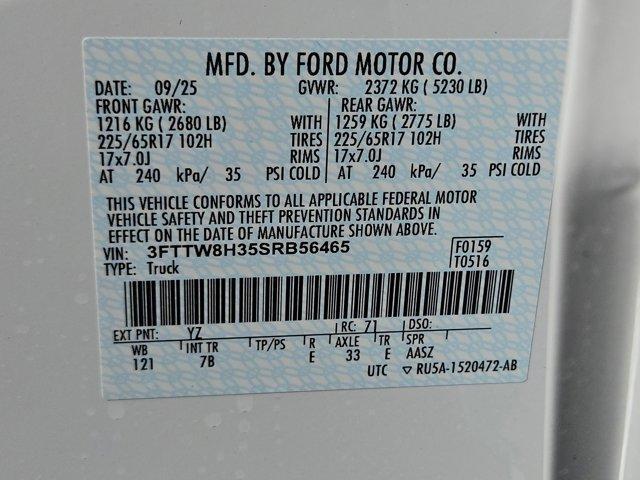 MFD. BY FORD MOTOR CO.
DATE: 09/25 GVWR: 2372 KG ( 5230 LB)
FRONT GAWR: REAR GAWR:
1216 KG ( 2680 LB) WITH 1259 KG ( 2775 LB) WITH
225/65R17 102H TIRES 225/65R17 102H TIRES
17x7.0J RIMS 17x7.0J RIMS
AT 240 kPa/ 35 PSI COLD AT 240 kPa/ 35 PSI COLD
THIS VEHICLE CONFORMS TO ALL APPLICABLE FEDERAL MOTOR
VEHICLE SAFETY AND THEFT PREVENTION STANDARDS IN
EFFECT ON THE DATE OF MANUFACTURE SHOWN ABOVE.
VIN: 3FTTW8H35SRB56465 F0159
TYPE: Truck T0516
EXT PNT: YZ RC: 71 DSO:
WB INT TR TP/PS R AXLE TR SPR
121 7B E 33 E AASZ
UTC ▽ RU5A-1520472-AB